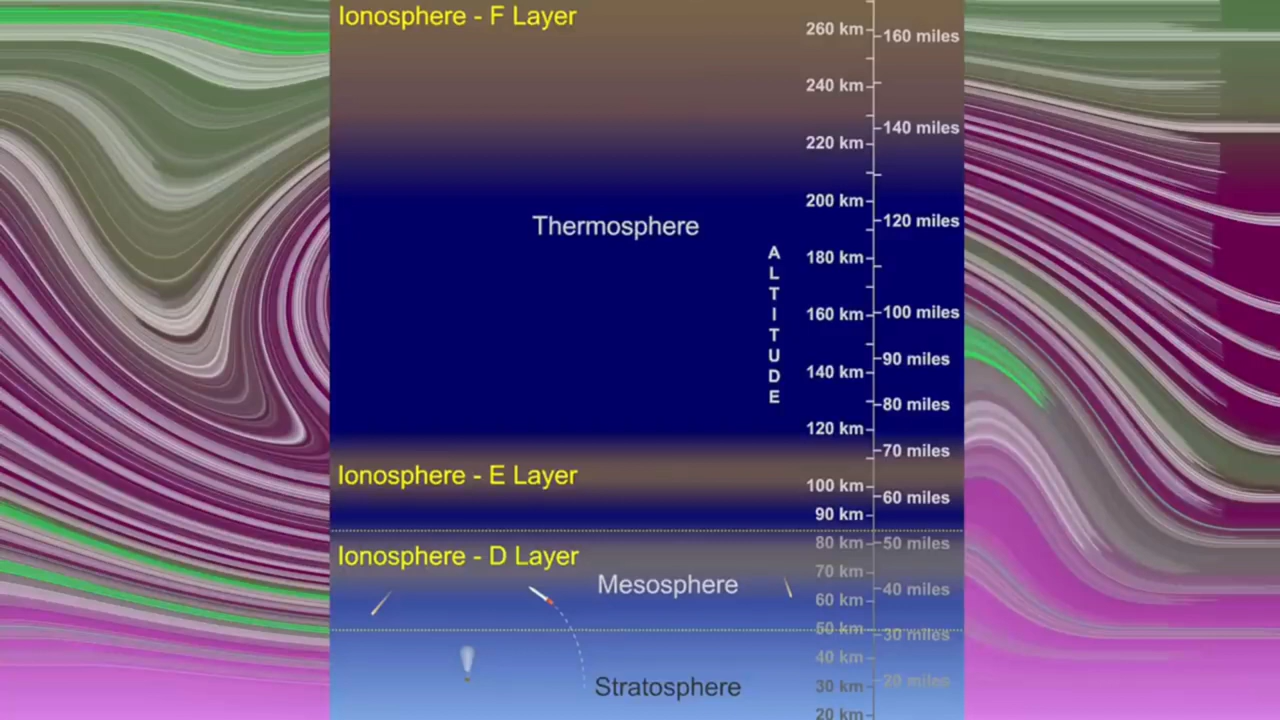 Ionosphere - F Layer
260 km
160 miles
240 km
140 miles
220 km
200 km
Thermosphere
120 miles
ALTITUDE
180 km
160 km
100 miles
90 miles
140 km
80 miles
120 km
70 miles
Ionosphere - E Layer
100 km
60 miles
90 km
80 km
50 miles
Ionosphere - D Layer
70 km
Mesosphere
40 miles
60 km
50 km
30 miles
40 km
20 miles
Stratosphere
30 km
20 km